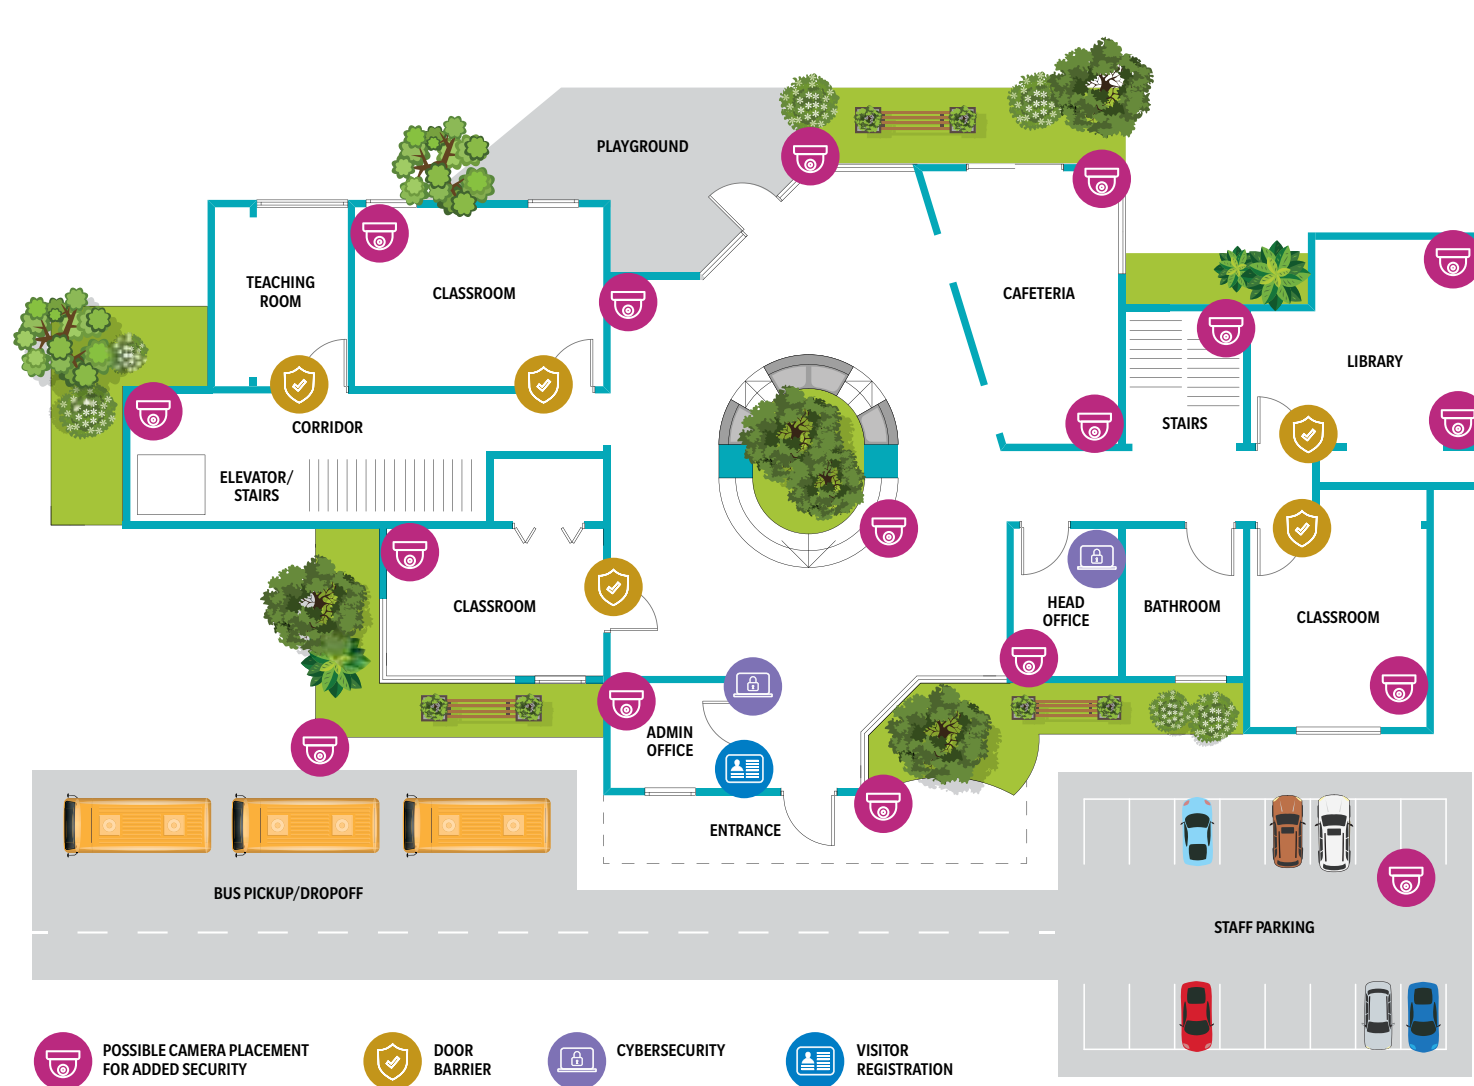 PLAYGROUND
TEACHING
ROOM
CLASSROOM
CAFETERIA
LIBRARY
STAIRS
CORRIDOR
ELEVATOR/
STAIRS
CLASSROOM
HEAD
OFFICE
BATHROOM
CLASSROOM
ADMIN
OFFICE
ENTRANCE
BUS PICKUP/DROPOFF
STAFF PARKING
POSSIBLE CAMERA PLACEMENT
FOR ADDED SECURITY
DOOR
BARRIER
CYBERSECURITY
VISITOR
REGISTRATION